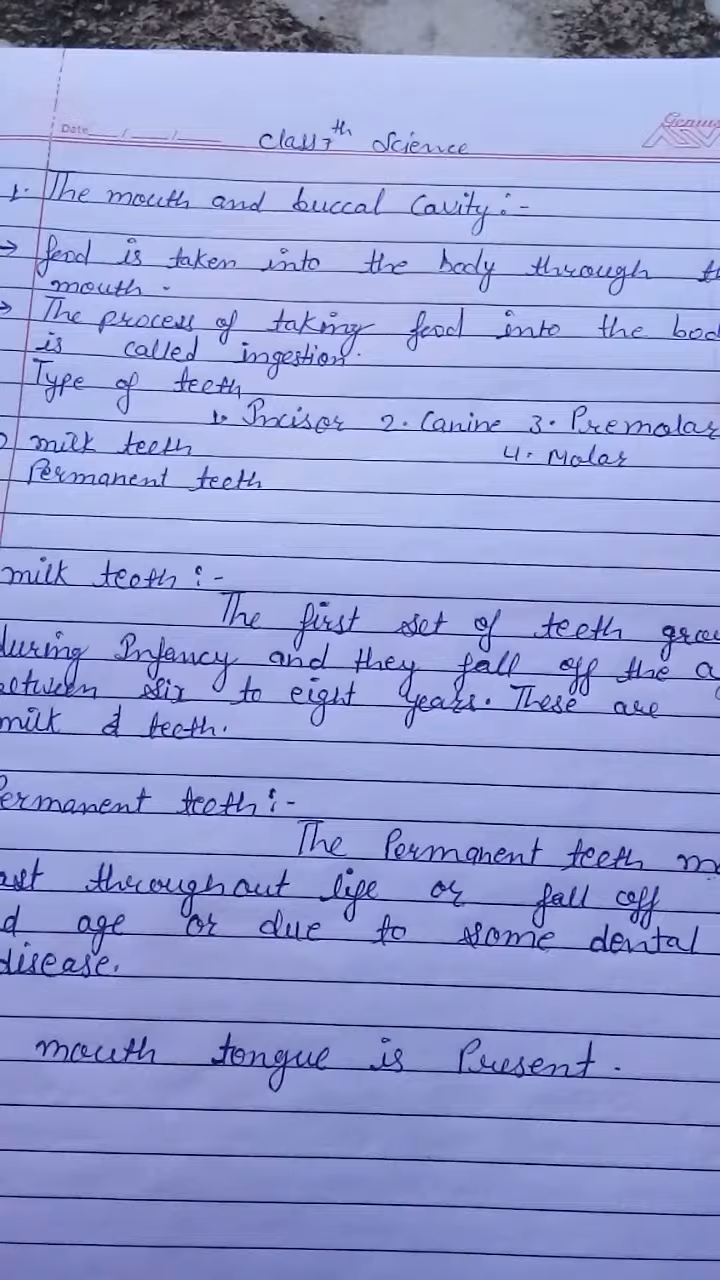 Date
Genius
Class 7th Science
1. The mouth and buccal Cavity :-
→ food is taken into the body through
mouth.
→ The process of taking food into the
is called ingestion.
Type of teeth
1. Incisor 2. Canine 3. Premolar
4. Molar
milk teeth
Permanent teeth
milk teeth :-
The first set of teeth
during Infancy and they fall off the
between six to eight years. These are
milk d teeth.
Permanent teeth :-
The Permanent teeth
throughout life or fall off
age or due to some dental
disease.
mouth tongue is Present.